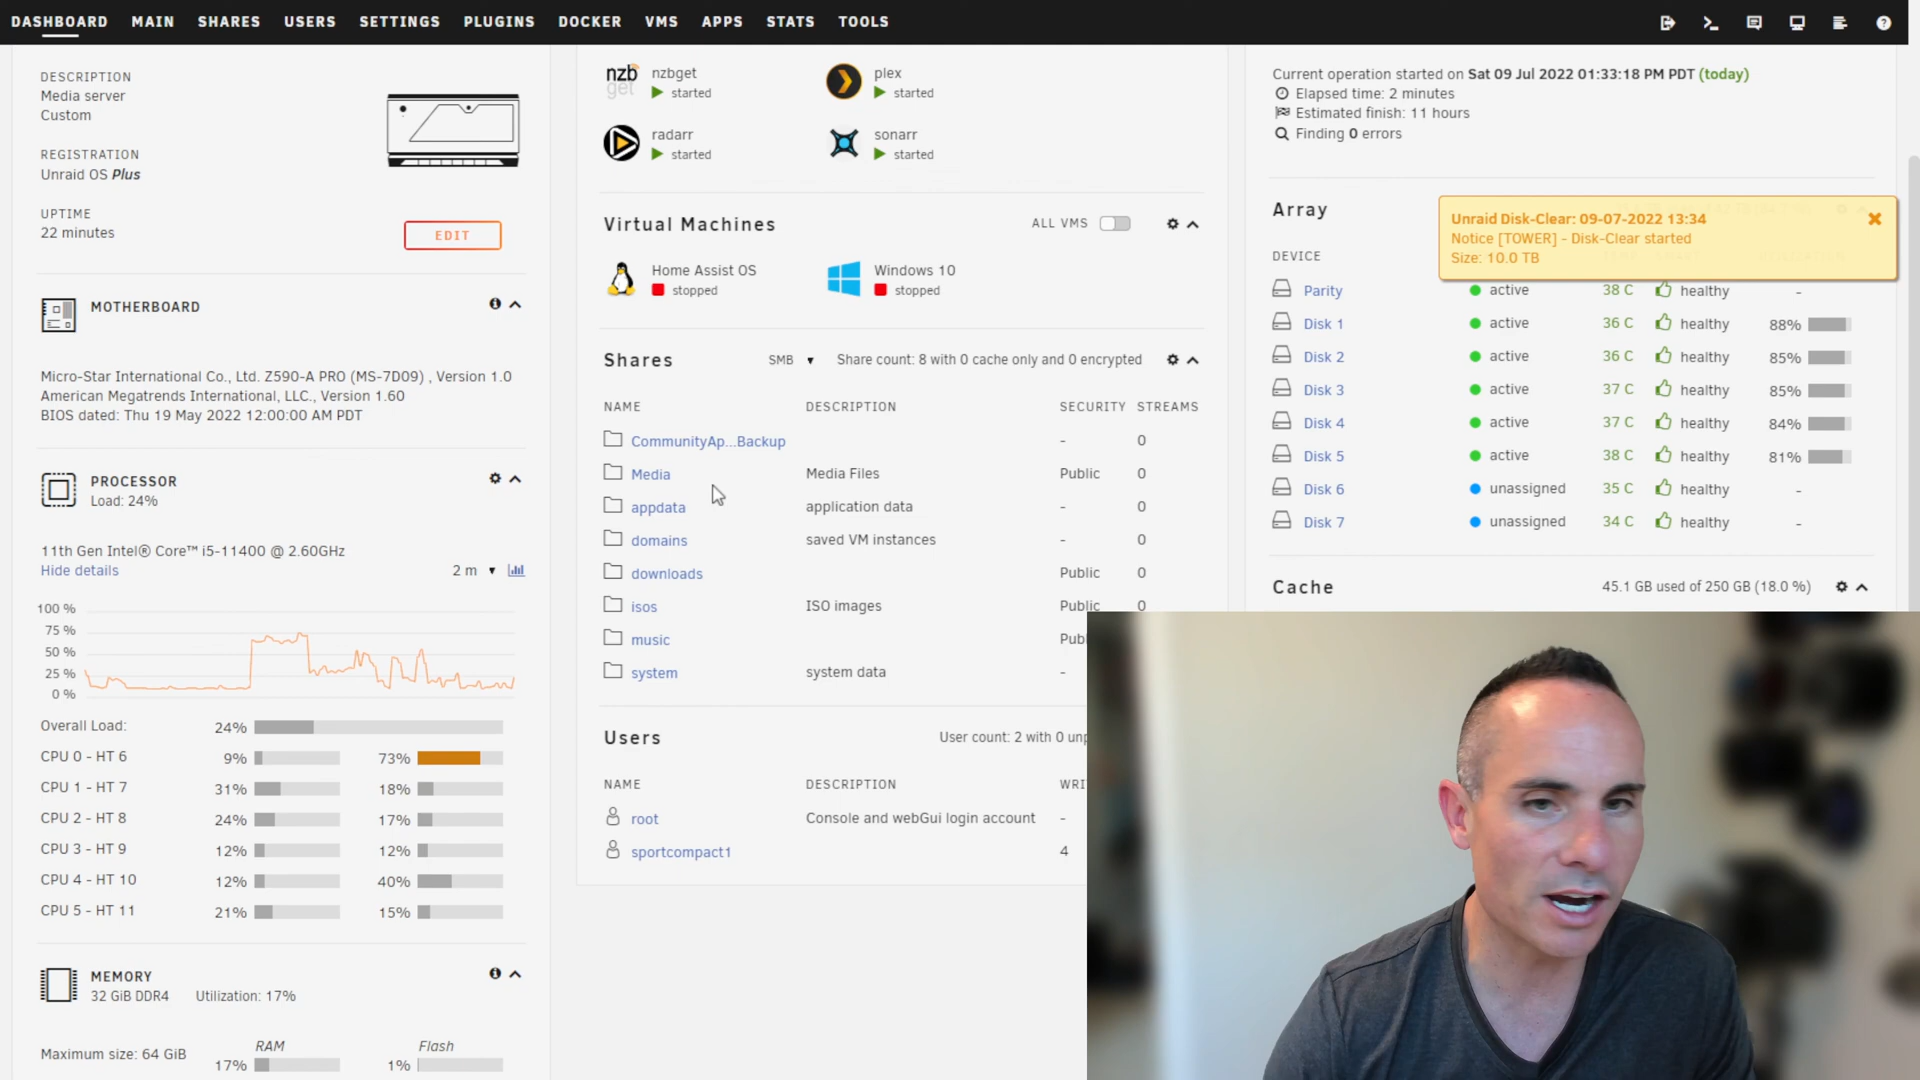 DASHBOARD MAIN SHARES USERS SETTINGS PLUGINS DOCKER VMS APPS STATS TOOLS
DESCRIPTION
Media server
Custom
REGISTRATION
Unraid OS Plus
UPTIME
22 minutes
EDIT
MOTHERBOARD
Micro-Star International Co., Ltd. Z590-A PRO (MS-7D09) , Version 1.0
American Megatrends International, LLC., Version 1.60
BIOS dated: Thu 19 May 2022 12:00:00 AM PDT
PROCESSOR
Load: 24%
11th Gen Intel® Core™ i5-11400 @ 2.60GHz
Hide details 2 m
100 %
75 %
50 %
25 %
0 %
Overall Load: 24%
CPU 0 - HT 6 9% 73%
CPU 1 - HT 7 31% 18%
CPU 2 - HT 8 24% 17%
CPU 3 - HT 9 12% 12%
CPU 4 - HT 10 12% 40%
CPU 5 - HT 11 21% 15%
MEMORY
32 GiB DDR4 Utilization: 17%
RAM Flash
Maximum size: 64 GiB 17% 1%
nzb get nzbget
started
plex
started
radarr
started
sonarr
started
Virtual Machines ALL VMS
Home Assist OS
stopped
Windows 10
stopped
Shares SMB Share count: 8 with 0 cache only and 0 encrypted
NAME DESCRIPTION SECURITY STREAMS
CommunityAp...Backup - 0
Media Media Files Public 0
appdata application data - 0
domains saved VM instances - 0
downloads Public 0
isos ISO images Public 0
music Publ
system system data -
Users User count: 2 with 0 unp
NAME DESCRIPTION WRI
root Console and webGui login account -
sportcompact1 4
Current operation started on Sat 09 Jul 2022 01:33:18 PM PDT (today)
Elapsed time: 2 minutes
Estimated finish: 11 hours
Finding 0 errors
Array
Unraid Disk-Clear: 09-07-2022 13:34
Notice [TOWER] - Disk-Clear started
Size: 10.0 TB
DEVICE
Parity active 38 C healthy -
Disk 1 active 36 C healthy 88%
Disk 2 active 36 C healthy 85%
Disk 3 active 37 C healthy 85%
Disk 4 active 37 C healthy 84%
Disk 5 active 38 C healthy 81%
Disk 6 unassigned 35 C healthy -
Disk 7 unassigned 34 C healthy -
Cache 45.1 GB used of 250 GB (18.0 %)